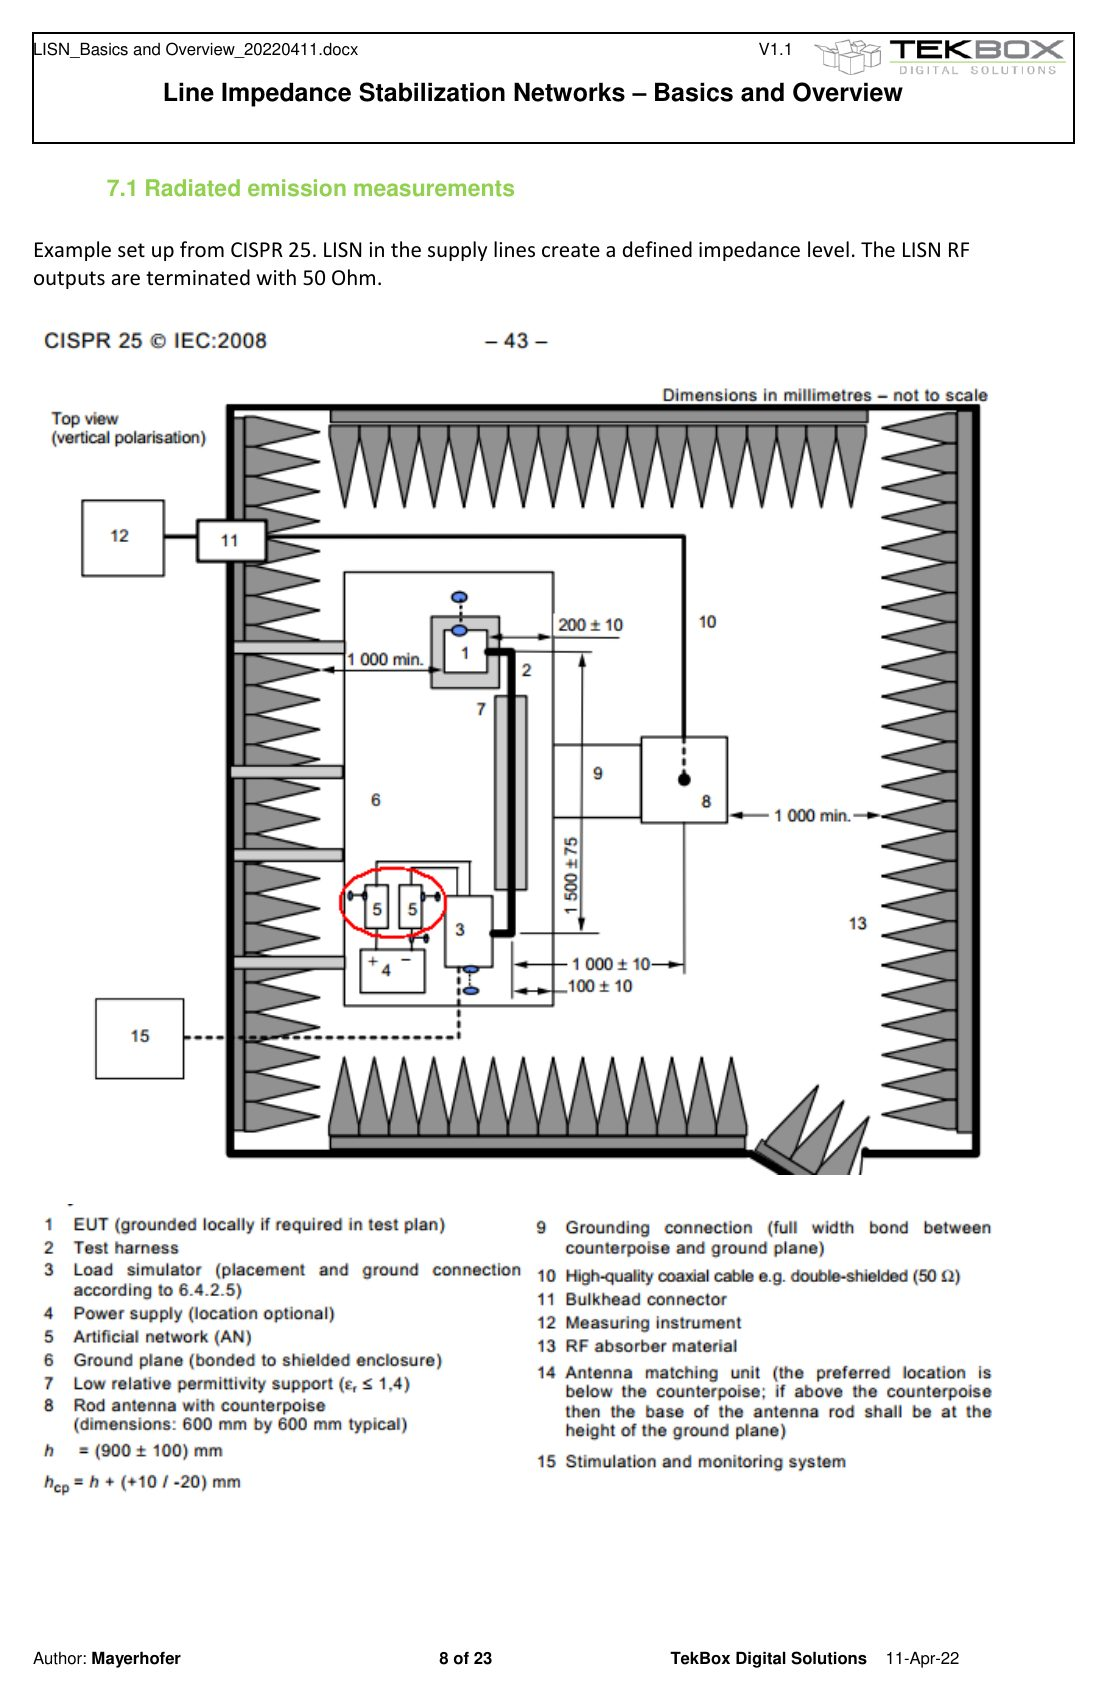 LISN_Basics and Overview_20220411.docx V1.1 TEKBOX
DIGITAL SOLUTIONS
Line Impedance Stabilization Networks – Basics and Overview
7.1 Radiated emission measurements
Example set up from CISPR 25. LISN in the supply lines create a defined impedance level. The LISN RF
outputs are terminated with 50 Ohm.
CISPR 25 © IEC:2008 – 43 –
Dimensions in millimetres – not to scale
Top view
(vertical polarisation)
12
11
200 ± 10
10
1
1 000 min.
2
7
9
6
8
1 000 min.
1 500 ± 75
5 5
3
13
+ –
4
1 000 ± 10
100 ± 10
15
1 EUT (grounded locally if required in test plan)
2 Test harness
3 Load simulator (placement and ground connection
according to 6.4.2.5)
4 Power supply (location optional)
5 Artificial network (AN)
6 Ground plane (bonded to shielded enclosure)
7 Low relative permittivity support (εr ≤ 1,4)
8 Rod antenna with counterpoise
(dimensions: 600 mm by 600 mm typical)
h = (900 ± 100) mm
hcp = h + (+10 / -20) mm
9 Grounding connection (full width bond between
counterpoise and ground plane)
10 High-quality coaxial cable e.g. double-shielded (50 Ω)
11 Bulkhead connector
12 Measuring instrument
13 RF absorber material
14 Antenna matching unit (the preferred location is
below the counterpoise; if above the counterpoise
then the base of the antenna rod shall be at the
height of the ground plane)
15 Stimulation and monitoring system
Author: Mayerhofer 8 of 23 TekBox Digital Solutions 11-Apr-22